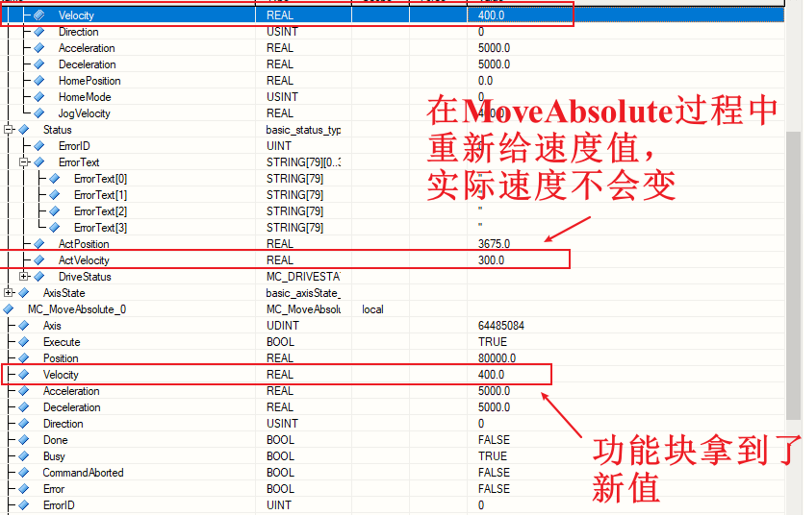 Velocity REAL 400.0
Direction USINT 0
Acceleration REAL 5000.0
Deceleration REAL 5000.0
HomePosition REAL 0.0
HomeMode USINT 0
JogVelocity REAL
Status basic_status_typ
ErrorID UINT
ErrorText STRING[79][0..3
ErrorText[0] STRING[79]
ErrorText[1] STRING[79] ''
ErrorText[2] STRING[79] ''
ErrorText[3] STRING[79] ''
ActPosition REAL 3675.0
ActVelocity REAL 300.0
DriveStatus MC_DRIVESTA
AxisState basic_axisState_
MC_MoveAbsolute_0 MC_MoveAbsolu local
Axis UDINT 64485084
Execute BOOL TRUE
Position REAL 80000.0
Velocity REAL 400.0
Acceleration REAL 5000.0
Deceleration REAL 5000.0
Direction USINT 0
Done BOOL FALSE
Busy BOOL TRUE
CommandAborted BOOL FALSE
Error BOOL FALSE
ErrorID UINT 0
在MoveAbsolute过程中
重新给速度值，
实际速度不会变
功能块拿到了
新值